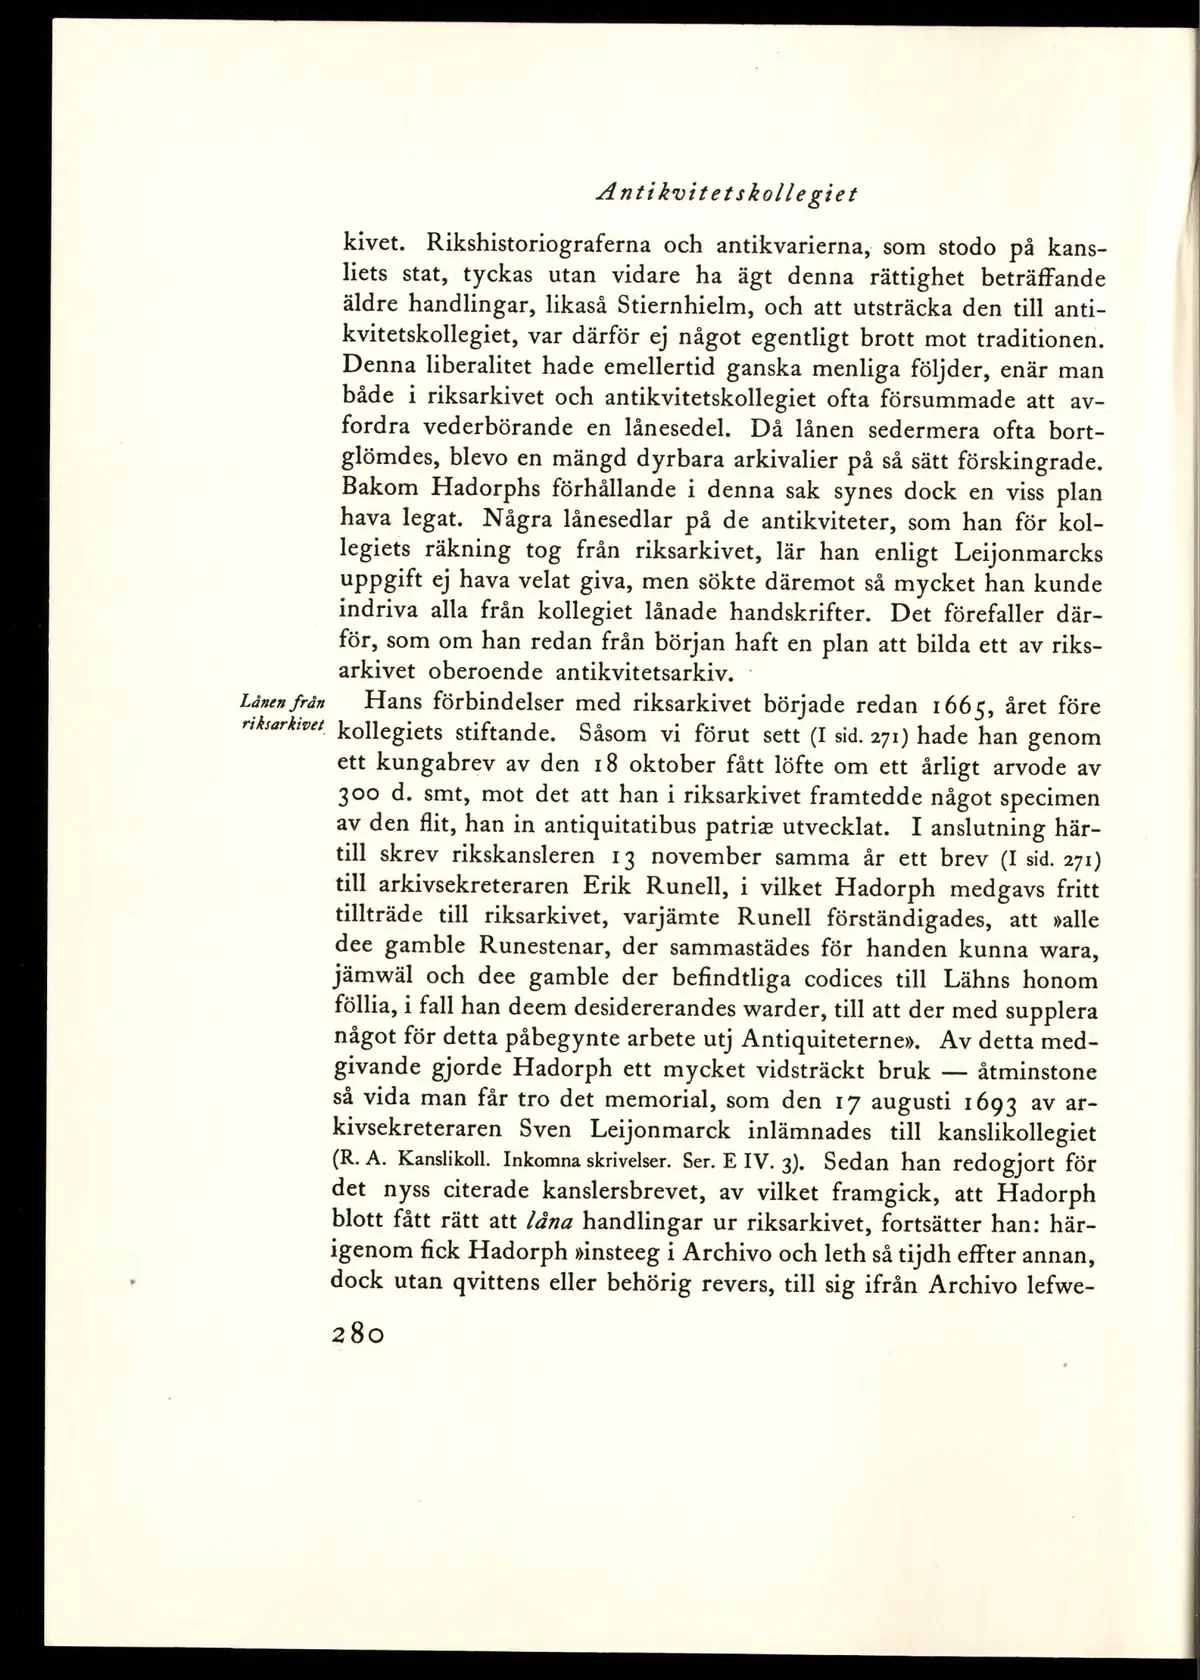 Antikvitetskollegiet
kivet. Rikshistoriograferna och antikvarierna, som stodo på kans-
liets stat, tyckas utan vidare ha ägt denna rättighet beträffande
äldre handlingar, likaså Stiernhielm, och att utsträcka den till anti-
kvitetskollegiet, var därför ej något egentligt brott mot traditionen.
Denna liberalitet hade emellertid ganska menliga följder, enär man
både i riksarkivet och antikvitetskollegiet ofta försummade att av-
fordra vederbörande en lånesedel. Då lånen sedermera ofta bort-
glömdes, blevo en mängd dyrbara arkivalier på så sätt förskingrade.
Bakom Hadorphs förhållande i denna sak synes dock en viss plan
hava legat. Några lånesedlar på de antikviteter, som han för kol-
legiets räkning tog från riksarkivet, lär han enligt Leijonmarcks
uppgift ej hava velat giva, men sökte däremot så mycket han kunde
indriva alla från kollegiet lånade handskrifter. Det förefaller där-
för, som om han redan från början haft en plan att bilda ett av riks-
arkivet oberoende antikvitetsarkiv.
Lånen från
riksarkivet
Hans förbindelser med riksarkivet började redan 1665, året före
kollegiets stiftande. Såsom vi förut sett (I sid. 271) hade han genom
ett kungabrev av den 18 oktober fått löfte om ett årligt arvode av
300 d. smt, mot det att han i riksarkivet framtedde något specimen
av den flit, han in antiquitatibus patriæ utvecklat. I anslutning här-
till skrev rikskansleren 13 november samma år ett brev (I sid. 271)
till arkivsekreteraren Erik Runell, i vilket Hadorph medgavs fritt
tillträde till riksarkivet, varjämte Runell förständigades, att »alle
dee gamble Runestenar, der sammastädes för handen kunna wara,
jämwäl och dee gamble der befindtliga codices till Lähns honom
föllia, i fall han deem desidererandes warder, till att der med supplera
något för detta påbegynte arbete utj Antiquiteterne». Av detta med-
givande gjorde Hadorph ett mycket vidsträckt bruk — åtminstone
så vida man får tro det memorial, som den 17 augusti 1693 av ar-
kivsekreteraren Sven Leijonmarck inlämnades till kanslikollegiet
(R. A. Kanslikoll. Inkomna skrivelser. Ser. E IV. 3). Sedan han redogjort för
det nyss citerade kanslersbrevet, av vilket framgick, att Hadorph
blott fått rätt att låna handlingar ur riksarkivet, fortsätter han: här-
igenom fick Hadorph »insteeg i Archivo och leth så tijdh effter annan,
dock utan qvittens eller behörig revers, till sig ifrån Archivo lefwe-
280